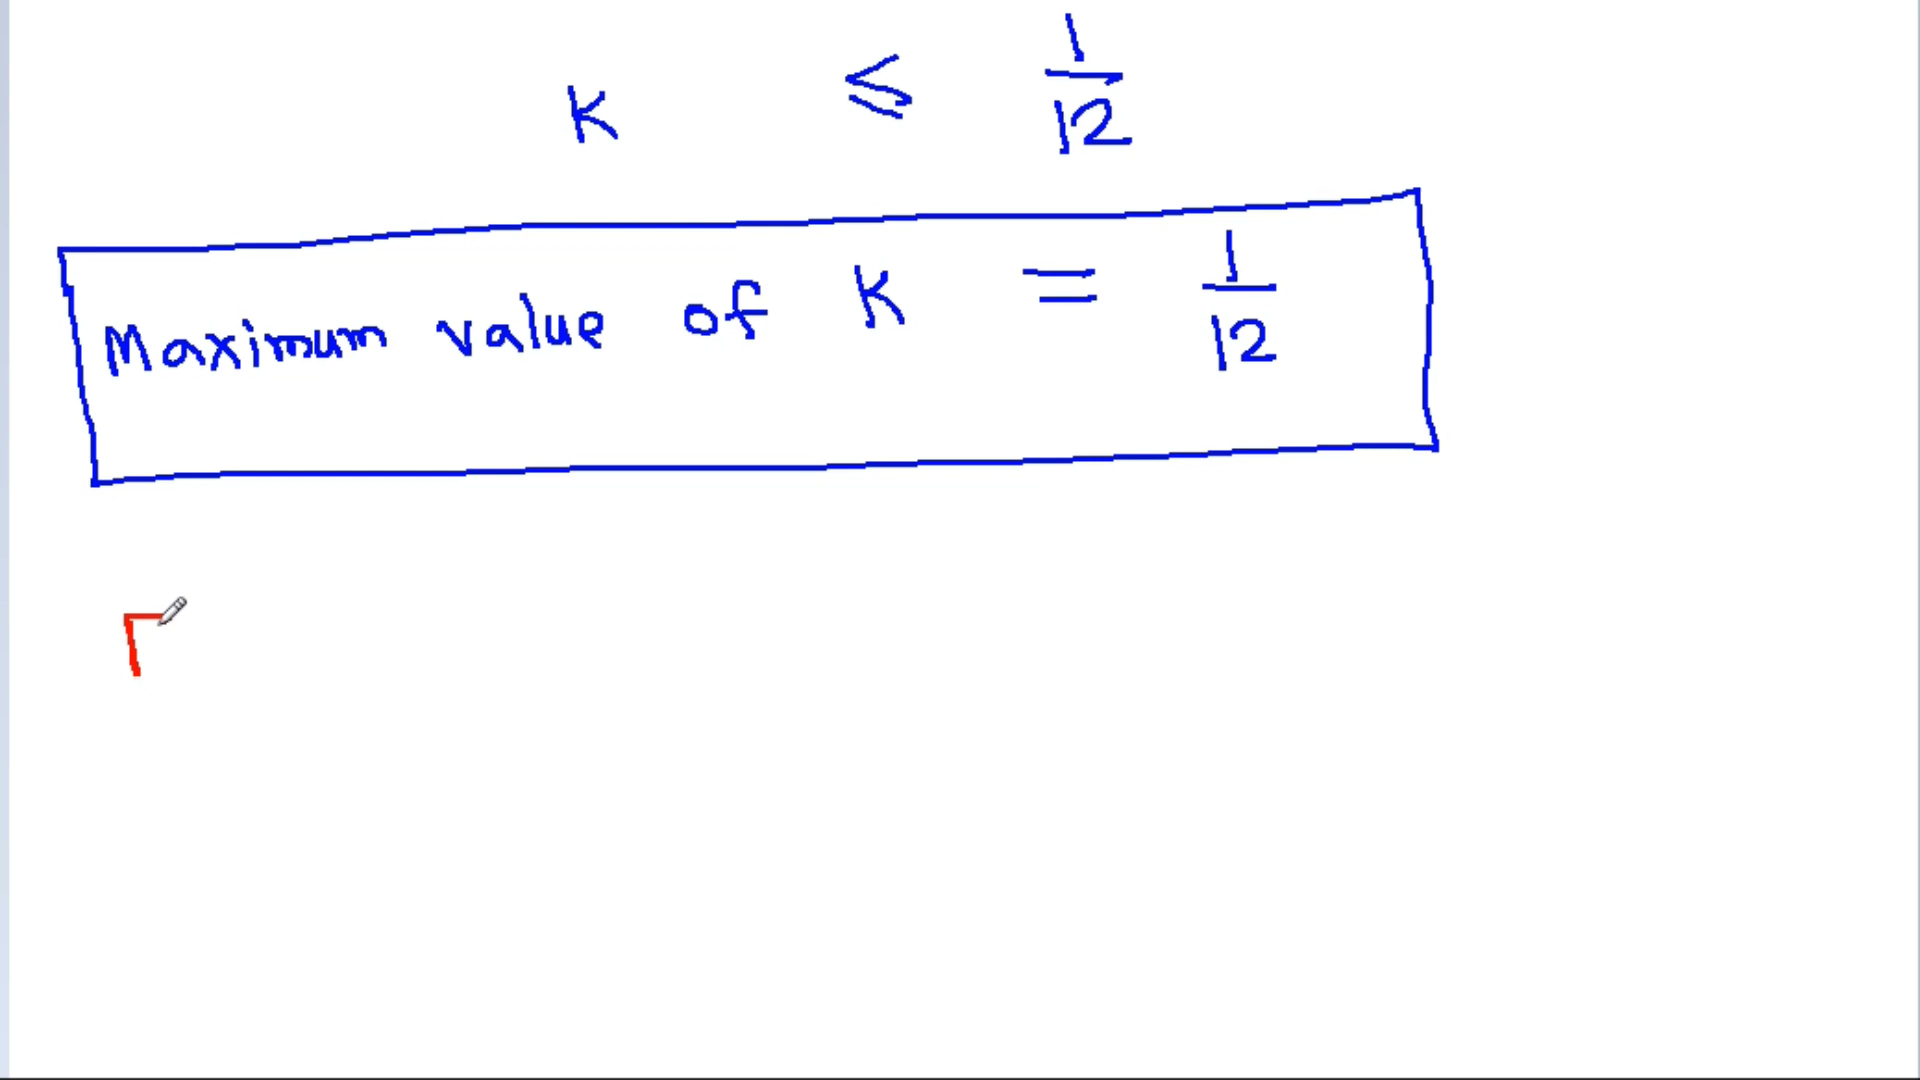 K ≤ 1/12
Maximum value of K = 1/12